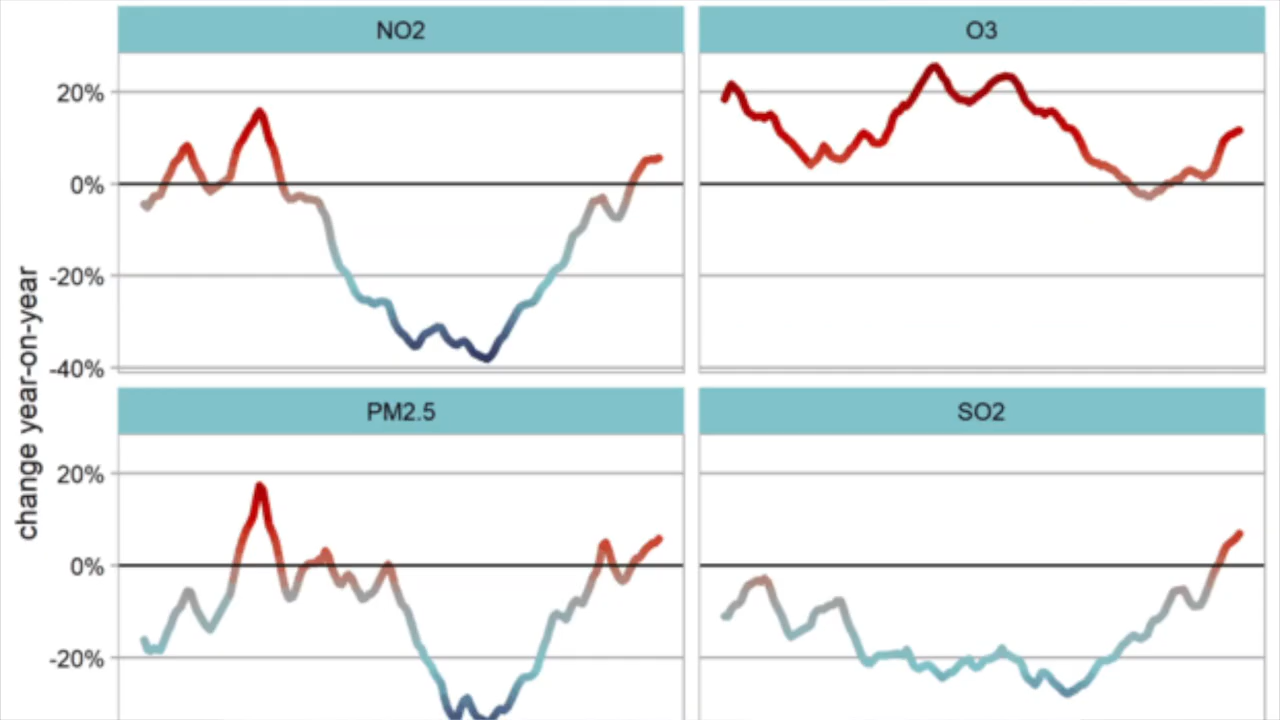 NO2
O3
20%
0%
-20%
-40%
change year-on-year
PM2.5
SO2
20%
0%
-20%